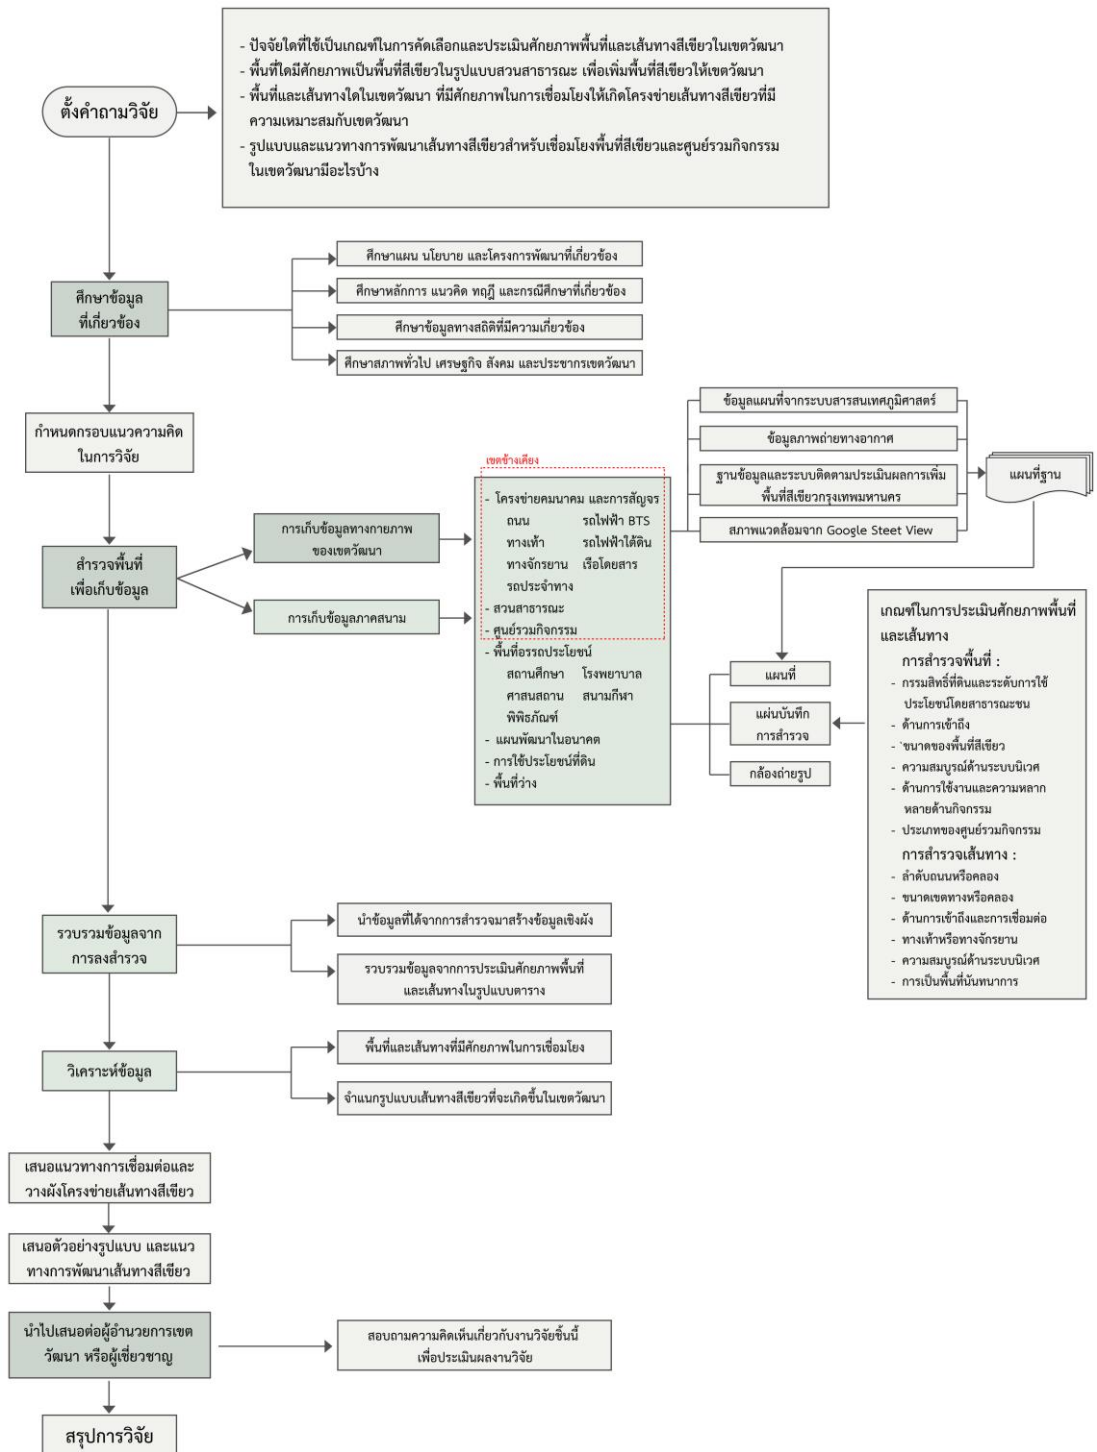 ตั้งคำถามวิจัย
- ปัจจัยใดที่ใช้เป็นเกณฑ์ในการคัดเลือกและประเมินศักยภาพพื้นที่และเส้นทางสีเขียวในเขตวัฒนา
- พื้นที่ใดมีศักยภาพเป็นพื้นที่สีเขียวในรูปแบบสวนสาธารณะ เพื่อเพิ่มพื้นที่สีเขียวให้เขตวัฒนา
- พื้นที่และเส้นทางใดในเขตวัฒนา ที่มีศักยภาพในการเชื่อมโยงให้เกิดโครงข่ายเส้นทางสีเขียวที่มี
ความเหมาะสมกับเขตวัฒนา
- รูปแบบและแนวทางการพัฒนาเส้นทางสีเขียวสำหรับเชื่อมโยงพื้นที่สีเขียวและศูนย์รวมกิจกรรม
ในเขตวัฒนามีอะไรบ้าง
ศึกษาข้อมูล
ที่เกี่ยวข้อง
ศึกษาแผน นโยบาย และโครงการพัฒนาที่เกี่ยวข้อง
ศึกษาหลักการ แนวคิด ทฤฎี และกรณีศึกษาที่เกี่ยวข้อง
ศึกษาข้อมูลทางสถิติที่มีความเกี่ยวข้อง
ศึกษาสภาพทั่วไป เศรษฐกิจ สังคม และประชากรเขตวัฒนา
กำหนดกรอบแนวความคิด
ในการวิจัย
สำรวจพื้นที่
เพื่อเก็บข้อมูล
การเก็บข้อมูลทางกายภาพ
ของเขตวัฒนา
การเก็บข้อมูลภาคสนาม
เขตข้างเคียง
- โครงข่ายคมนาคม และการสัญจร
ถนน รถไฟฟ้า BTS
ทางเท้า รถไฟฟ้าใต้ดิน
ทางจักรยาน เรือโดยสาร
รถประจำทาง
- สวนสาธารณะ
- ศูนย์รวมกิจกรรม
- พื้นที่อรรถประโยชน์
สถานศึกษา โรงพยาบาล
ศาสนสถาน สนามกีฬา
พิพิธภัณฑ์
- แผนพัฒนาในอนาคต
- การใช้ประโยชน์ที่ดิน
- พื้นที่ว่าง
ข้อมูลแผนที่จากระบบสารสนเทศภูมิศาสตร์
ข้อมูลภาพถ่ายทางอากาศ
ฐานข้อมูลและระบบติดตามประเมินผลการเพิ่ม
พื้นที่สีเขียวกรุงเทพมหานคร
สภาพแวดล้อมจาก Google Steet View
แผนที่ฐาน
แผนที่
แผ่นบันทึก
การสำรวจ
กล้องถ่ายรูป
เกณฑ์ในการประเมินศักยภาพพื้นที่
และเส้นทาง
การสำรวจพื้นที่ :
- กรรมสิทธิ์ที่ดินและระดับการใช้
ประโยชน์โดยสาธารณะชน
- ด้านการเข้าถึง
- ขนาดของพื้นที่สีเขียว
- ความสมบูรณ์ด้านระบบนิเวศ
- ด้านการใช้งานและความหลาก
หลายด้านกิจกรรม
- ประเภทของศูนย์รวมกิจกรรม
การสำรวจเส้นทาง :
- ลำดับถนนหรือคลอง
- ขนาดเขตทางหรือคลอง
- ด้านการเข้าถึงและการเชื่อมต่อ
- ทางเท้าหรือทางจักรยาน
- ความสมบูรณ์ด้านระบบนิเวศ
- การเป็นพื้นที่นันทนาการ
รวบรวมข้อมูลจาก
การลงสำรวจ
นำข้อมูลที่ได้จากการสำรวจมาสร้างข้อมูลเชิงผัง
รวบรวมข้อมูลจากการประเมินศักยภาพพื้นที่
และเส้นทางในรูปแบบตาราง
วิเคราะห์ข้อมูล
พื้นที่และเส้นทางที่มีศักยภาพในการเชื่อมโยง
จำแนกรูปแบบเส้นทางสีเขียวที่จะเกิดขึ้นในเขตวัฒนา
เสนอแนวทางการเชื่อมต่อและ
วางผังโครงข่ายเส้นทางสีเขียว
เสนอตัวอย่างรูปแบบ และแนว
ทางการพัฒนาเส้นทางสีเขียว
นำไปเสนอต่อผู้อำนวยการเขต
วัฒนา หรือผู้เชี่ยวชาญ
สอบถามความคิดเห็นเกี่ยวกับงานวิจัยชิ้นนี้
เพื่อประเมินผลงานวิจัย
สรุปการวิจัย